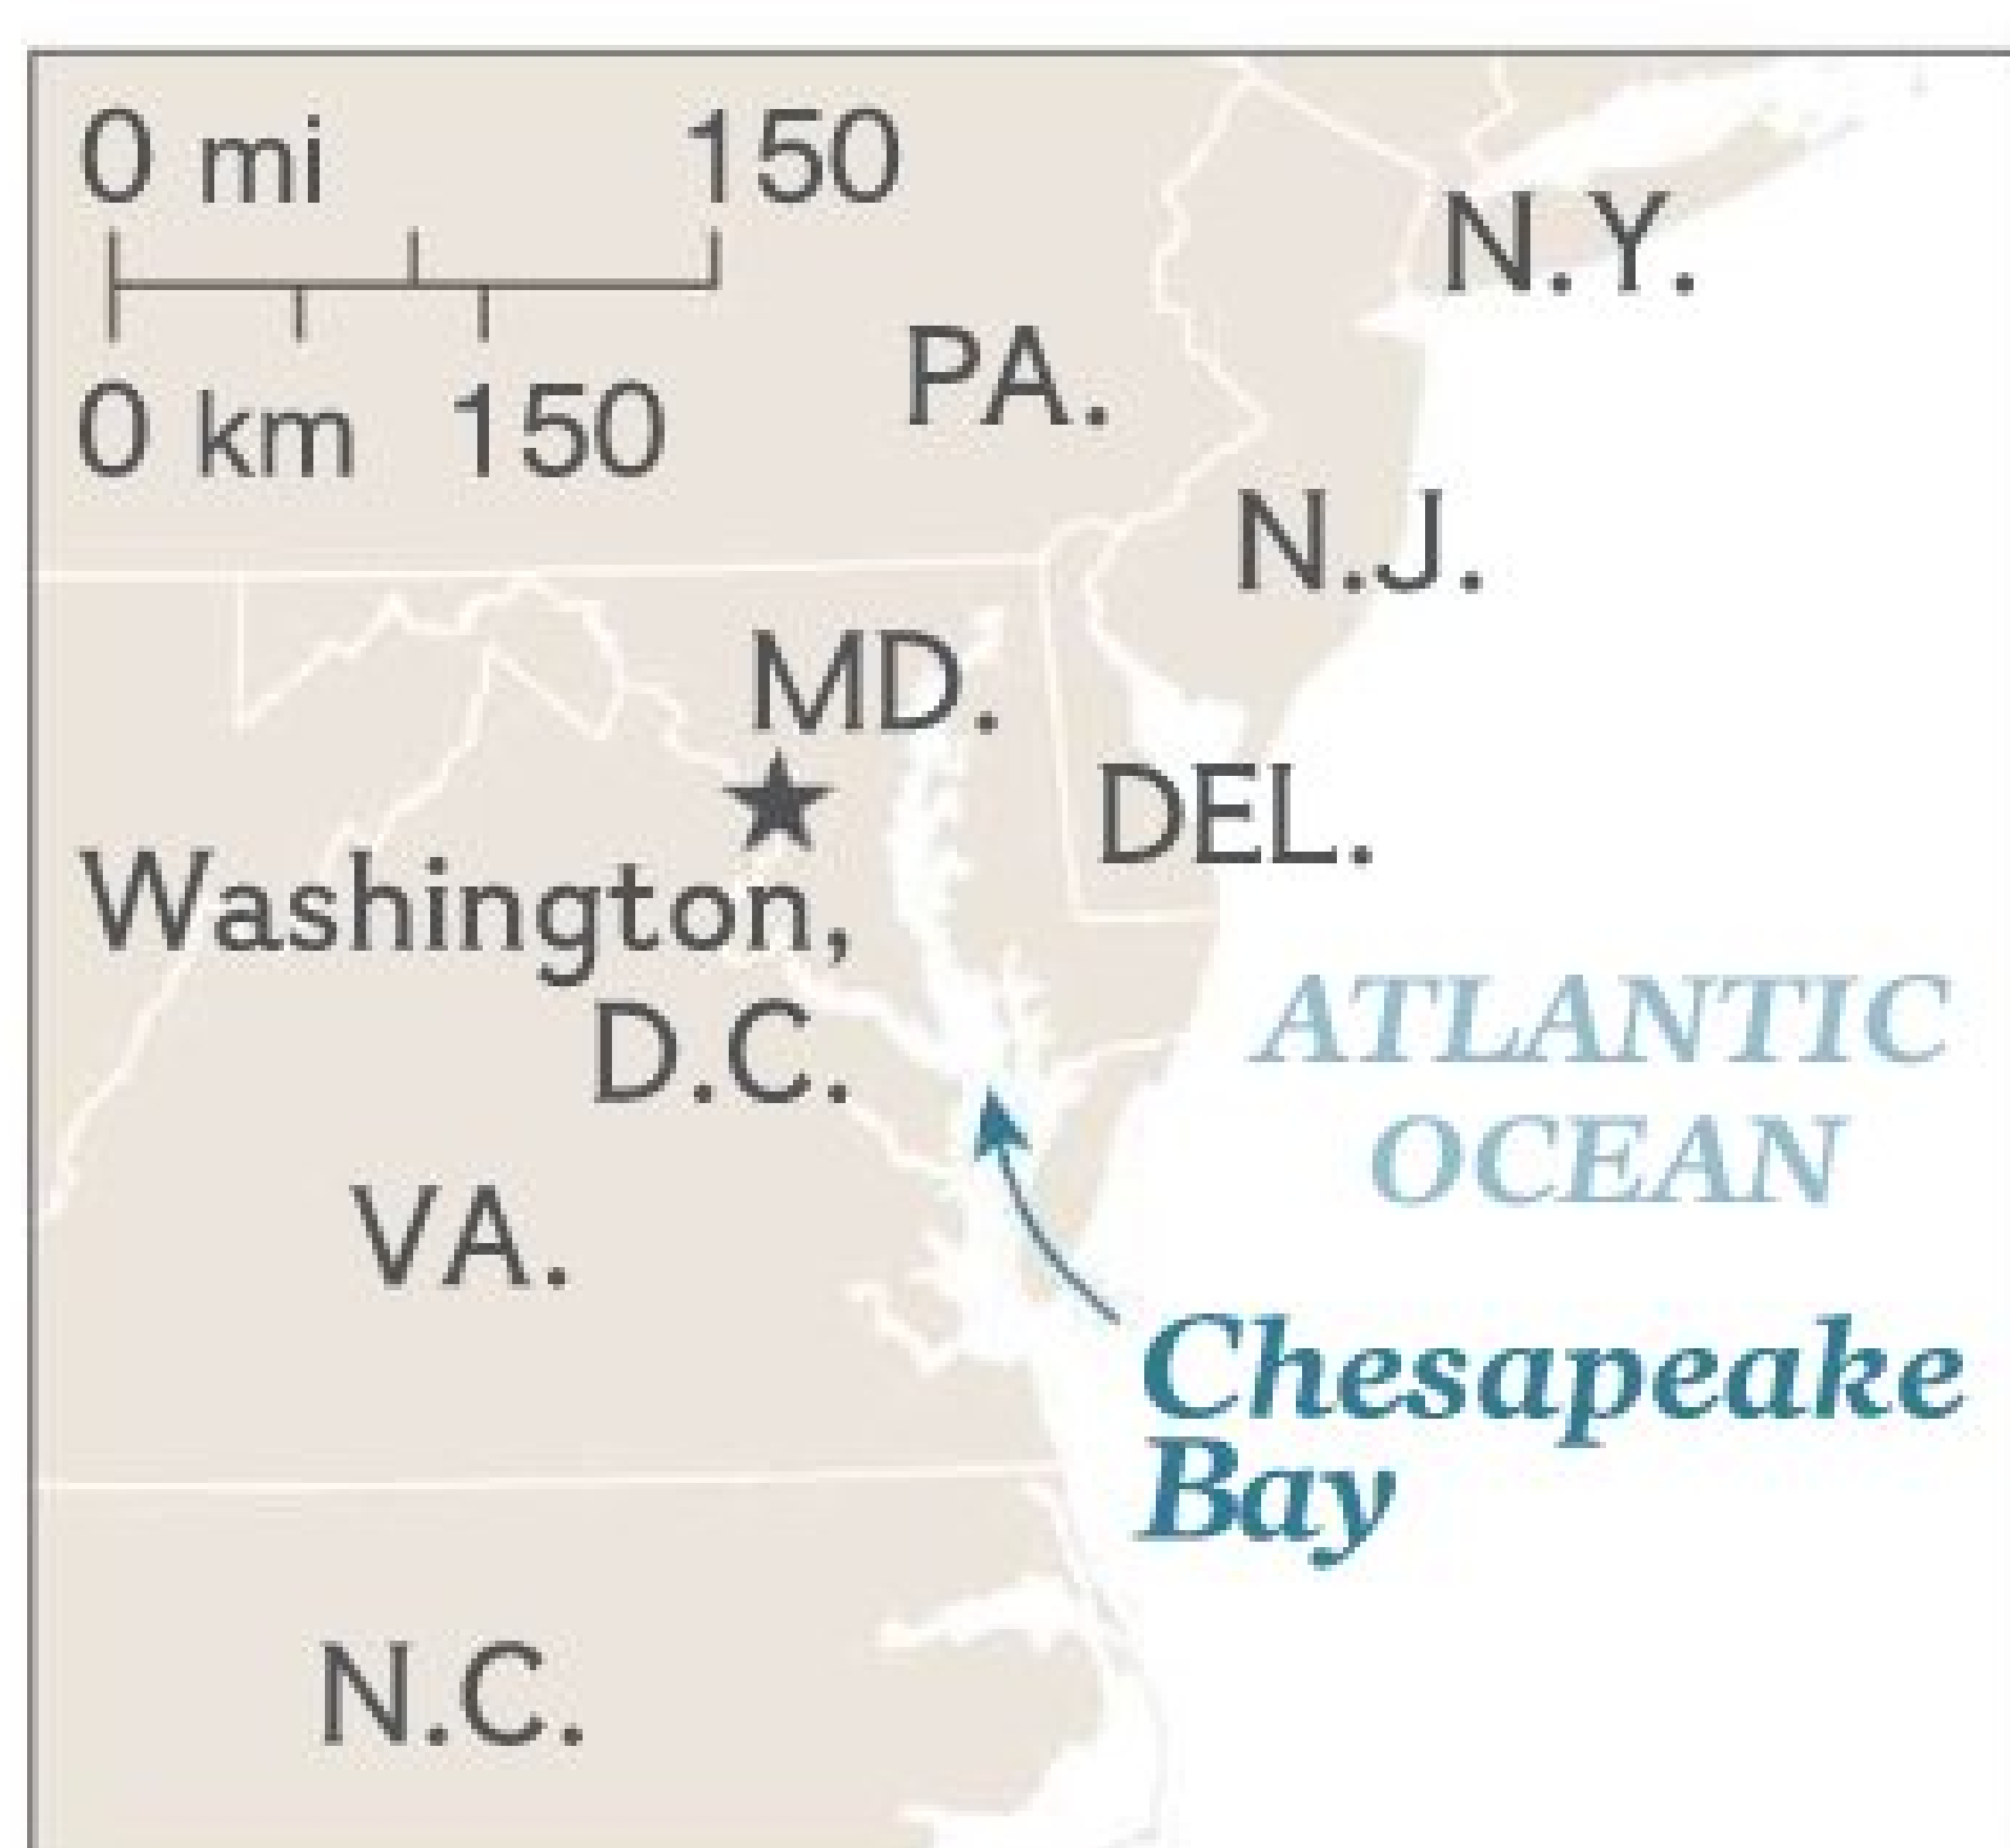 0 mi 150
0 km 150
PA.
N.Y.
N.J.
MD.
DEL.
Washington,
D.C.
ATLANTIC
OCEAN
VA.
Chesapeake
Bay
N.C.